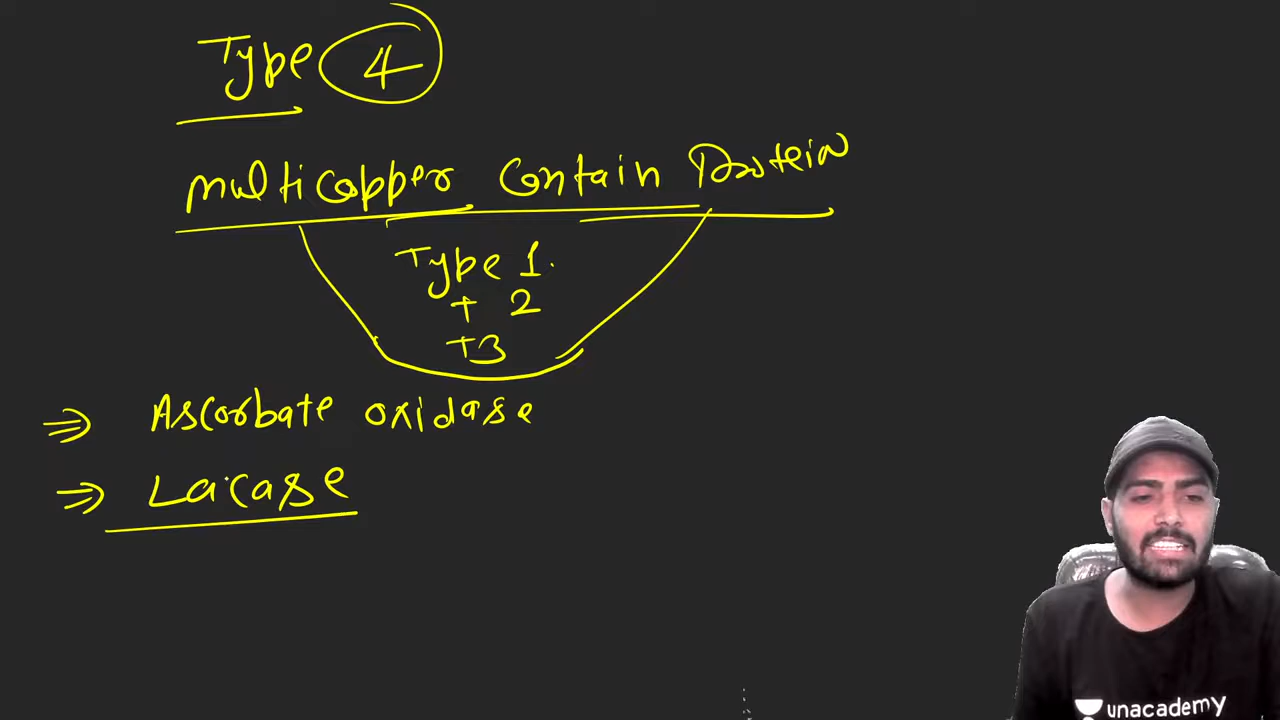 Type 4
multicopper contain Protein
Type 1.
+ 2
+3
⇒ Ascorbate oxidase
⇒ Lacase
unacademy